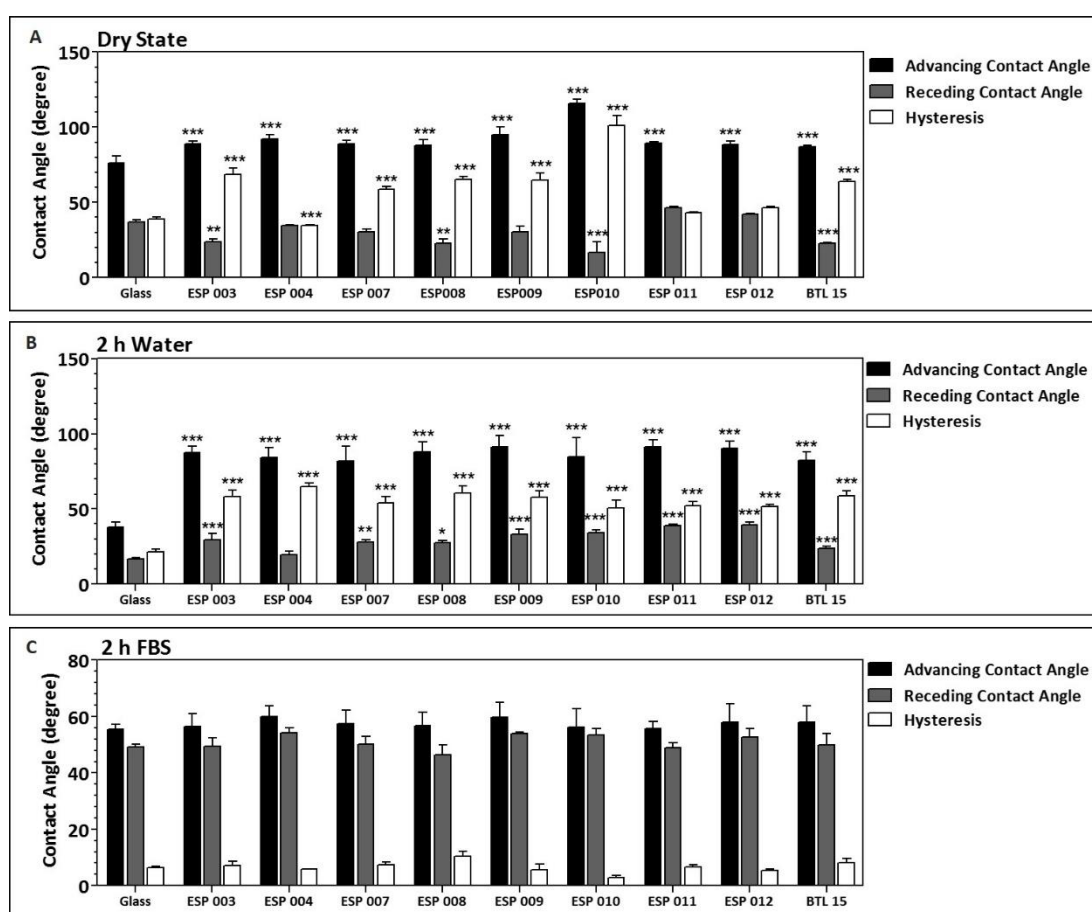 A Dry State
Contact Angle (degree)
150
100
50
0
*** *** *** *** *** *** *** *** *** *** *** *** *** *** *** ***
** ** *** ***
Glass ESP 003 ESP 004 ESP 007 ESP008 ESP009 ESP010 ESP 011 ESP 012 BTL 15
Advancing Contact Angle
Receding Contact Angle
Hysteresis
B 2 h Water
Contact Angle (degree)
150
100
50
0
*** *** *** *** *** *** *** *** ***
*** *** *** *** *** *** *** *** ***
*** ** * *** *** *** *** ***
Glass ESP 003 ESP 004 ESP 007 ESP 008 ESP 009 ESP 010 ESP 011 ESP 012 BTL 15
Advancing Contact Angle
Receding Contact Angle
Hysteresis
C 2 h FBS
Contact Angle (degree)
80
60
40
20
0
Glass ESP 003 ESP 004 ESP 007 ESP 008 ESP 009 ESP 010 ESP 011 ESP 012 BTL 15
Advancing Contact Angle
Receding Contact Angle
Hysteresis